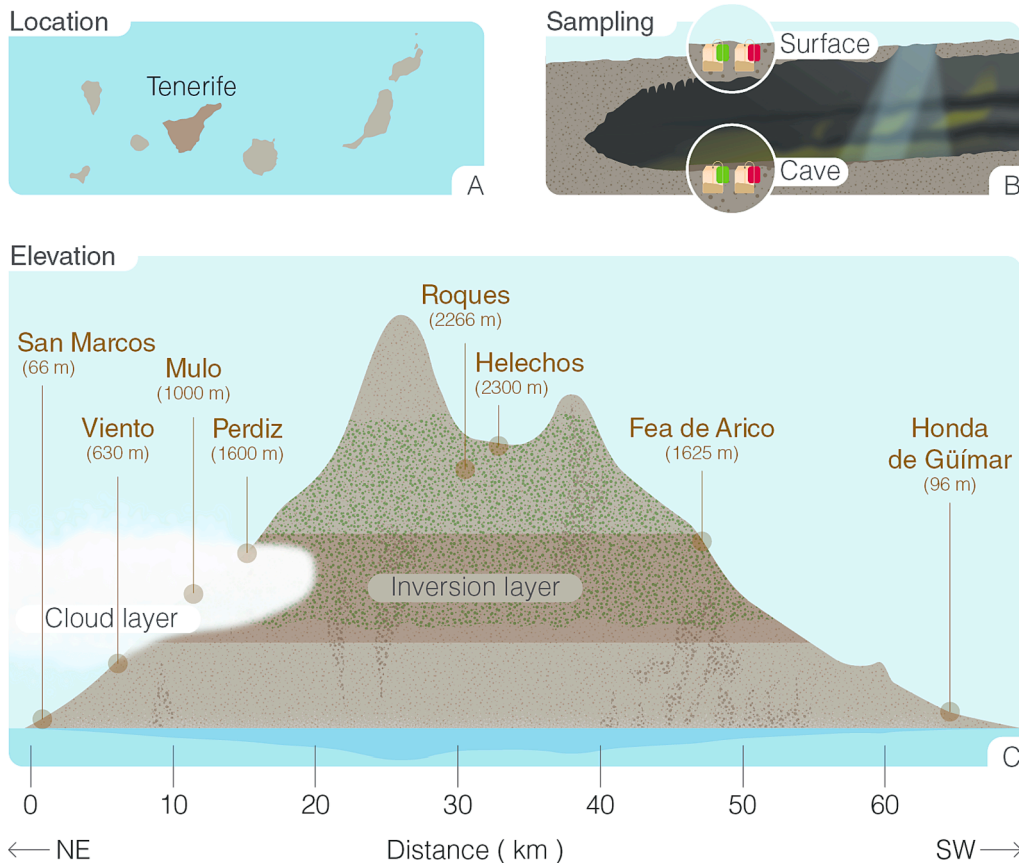 Location
Tenerife
A
Sampling
Surface
Cave
B
Elevation
Roques
(2266 m)
San Marcos
(66 m)
Mulo
(1000 m)
Helechos
(2300 m)
Viento
(630 m)
Perdiz
(1600 m)
Fea de Arico
(1625 m)
Honda
de Güímar
(96 m)
Inversion layer
Cloud layer
C
0 10 20 30 40 50 60
NE Distance ( km ) SW